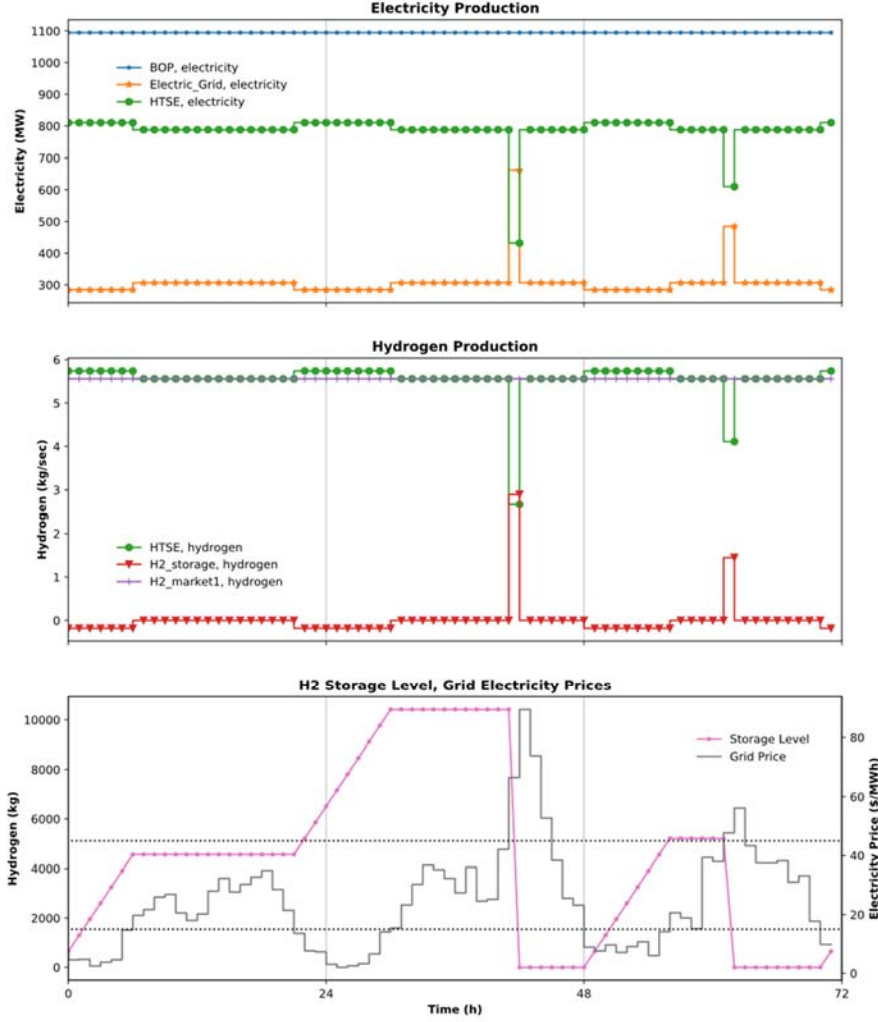 Electricity Production
1100
1000
900
800
700
600
500
400
300
Electricity (MW)
BOP, electricity
Electric_Grid, electricity
HTSE, electricity
Hydrogen Production
6
5
4
3
2
1
0
Hydrogen (kg/sec)
HTSE, hydrogen
H2_storage, hydrogen
H2_market1, hydrogen
H2 Storage Level, Grid Electricity Prices
10000
8000
6000
4000
2000
0
Hydrogen (kg)
Storage Level
Grid Price
80
60
40
20
0
Electricity Price ($/MWh)
0
24
48
72
Time (h)